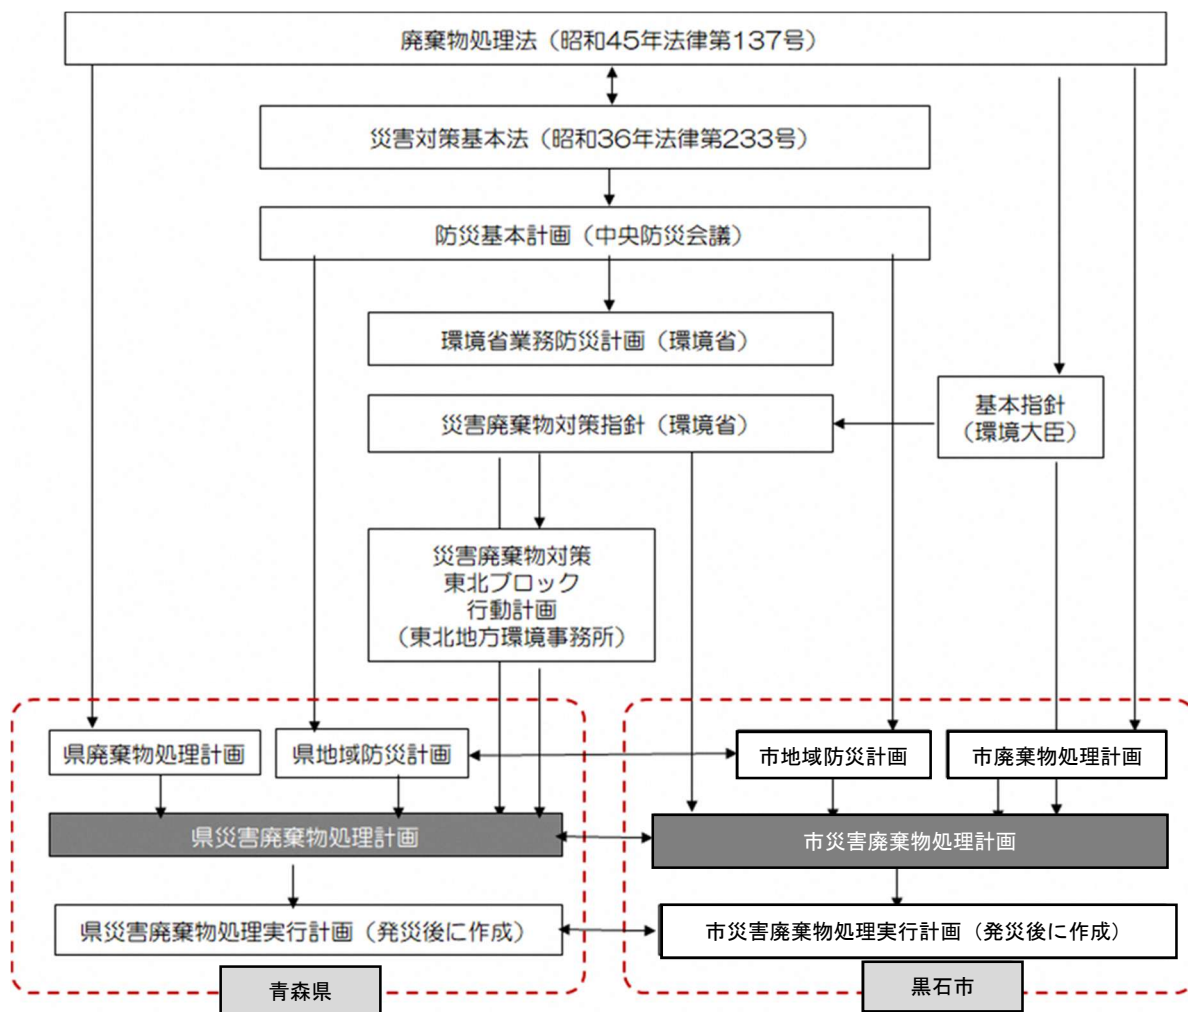 廃棄物処理法（昭和45年法律第137号）
災害対策基本法（昭和36年法律第233号）
防災基本計画（中央防災会議）
環境省業務防災計画（環境省）
基本指針
（環境大臣）
災害廃棄物対策指針（環境省）
災害廃棄物対策
東北ブロック
行動計画
（東北地方環境事務所）
県廃棄物処理計画
県地域防災計画
市地域防災計画
市廃棄物処理計画
県災害廃棄物処理計画
市災害廃棄物処理計画
県災害廃棄物処理実行計画（発災後に作成）
市災害廃棄物処理実行計画（発災後に作成）
青森県
黒石市